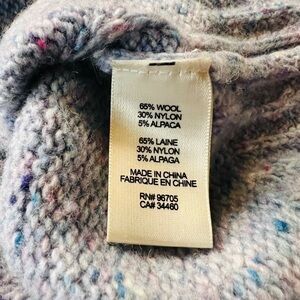 65% WOOL
30% NYLON
5% ALPACA
65% LAINE
30% NYLON
5% ALPAGA
MADE IN CHINA
FABRIQUE EN CHINE
RN# 96705
CA# 34460